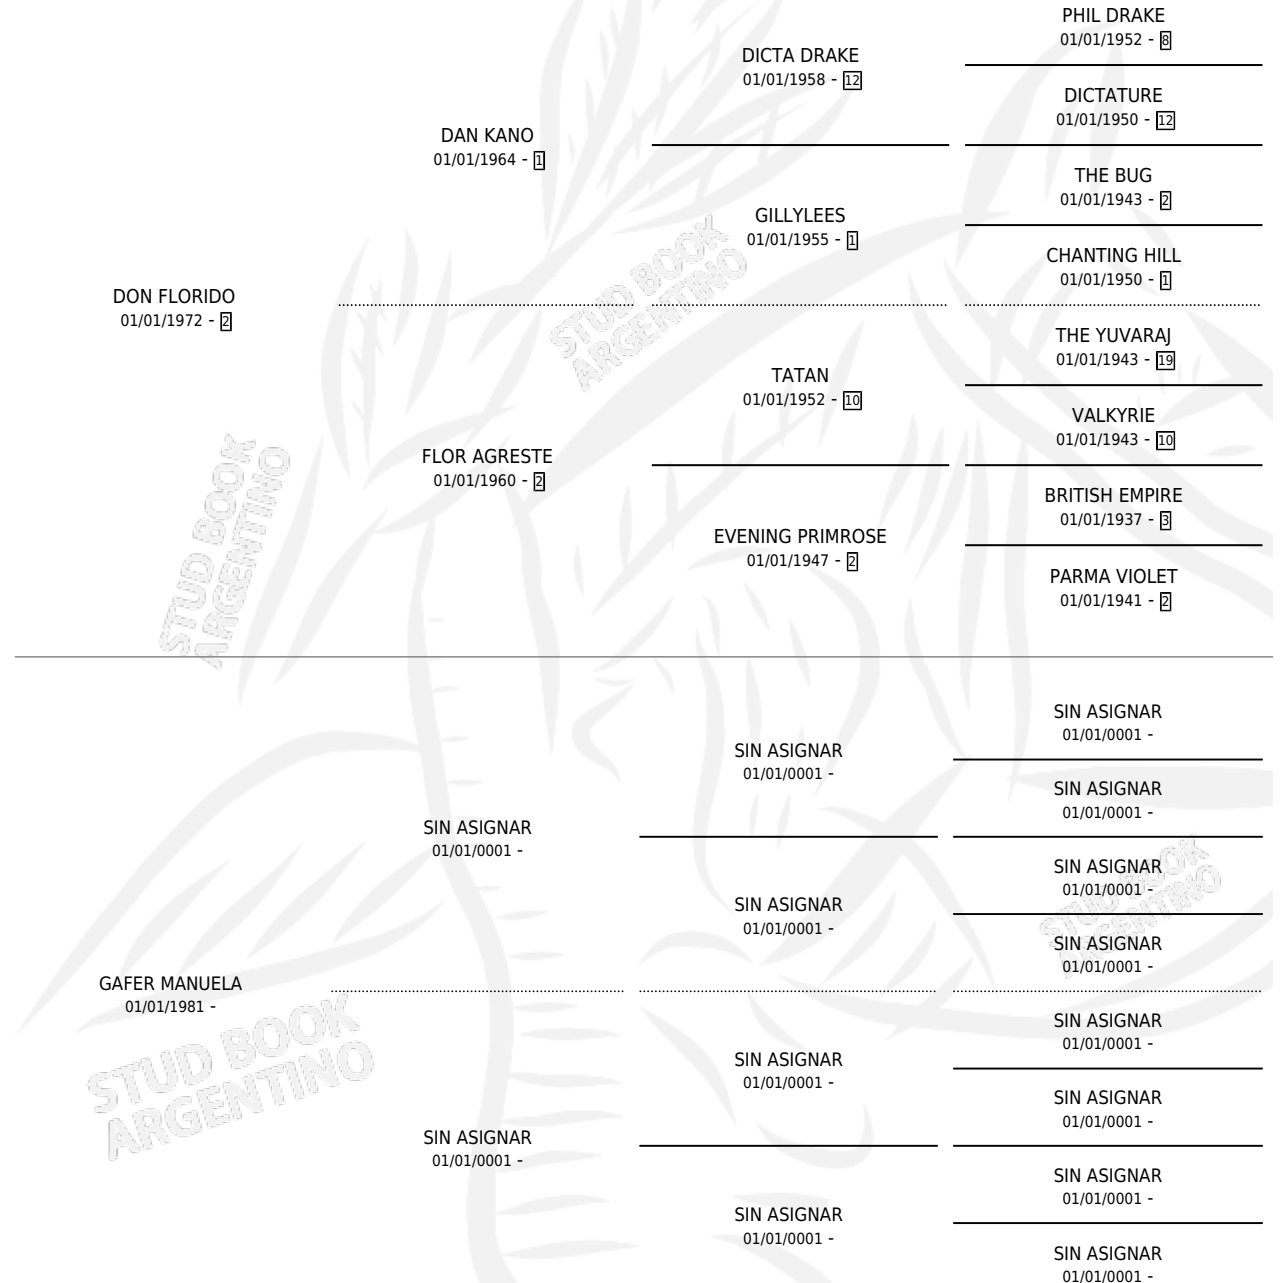 PHIL DRAKE
01/01/1952 - 8
DICTA DRAKE
01/01/1958 - 12
DICTATURE
01/01/1950 - 12
DAN KANO
01/01/1964 - 1
THE BUG
01/01/1943 - 2
GILLYLEES
01/01/1955 - 1
CHANTING HILL
01/01/1950 - 1
DON FLORIDO
01/01/1972 - 2
THE YUVARAJ
01/01/1943 - 19
TATAN
01/01/1952 - 10
VALKYRIE
01/01/1943 - 10
FLOR AGRESTE
01/01/1960 - 2
BRITISH EMPIRE
01/01/1937 - 3
EVENING PRIMROSE
01/01/1947 - 2
PARMA VIOLET
01/01/1941 - 2
STUD BOOK
ARGENTINO
STUD BOOK
ARGENTINO
SIN ASIGNAR
01/01/0001 -
SIN ASIGNAR
01/01/0001 -
SIN ASIGNAR
01/01/0001 -
SIN ASIGNAR
01/01/0001 -
SIN ASIGNAR
01/01/0001 -
SIN ASIGNAR
01/01/0001 -
SIN ASIGNAR
01/01/0001 -
GAFER MANUELA
01/01/1981 -
SIN ASIGNAR
01/01/0001 -
SIN ASIGNAR
01/01/0001 -
SIN ASIGNAR
01/01/0001 -
SIN ASIGNAR
01/01/0001 -
SIN ASIGNAR
01/01/0001 -
SIN ASIGNAR
01/01/0001 -
SIN ASIGNAR
01/01/0001 -
STUD BOOK
ARGENTINO
STUD BOOK
ARGENTINO